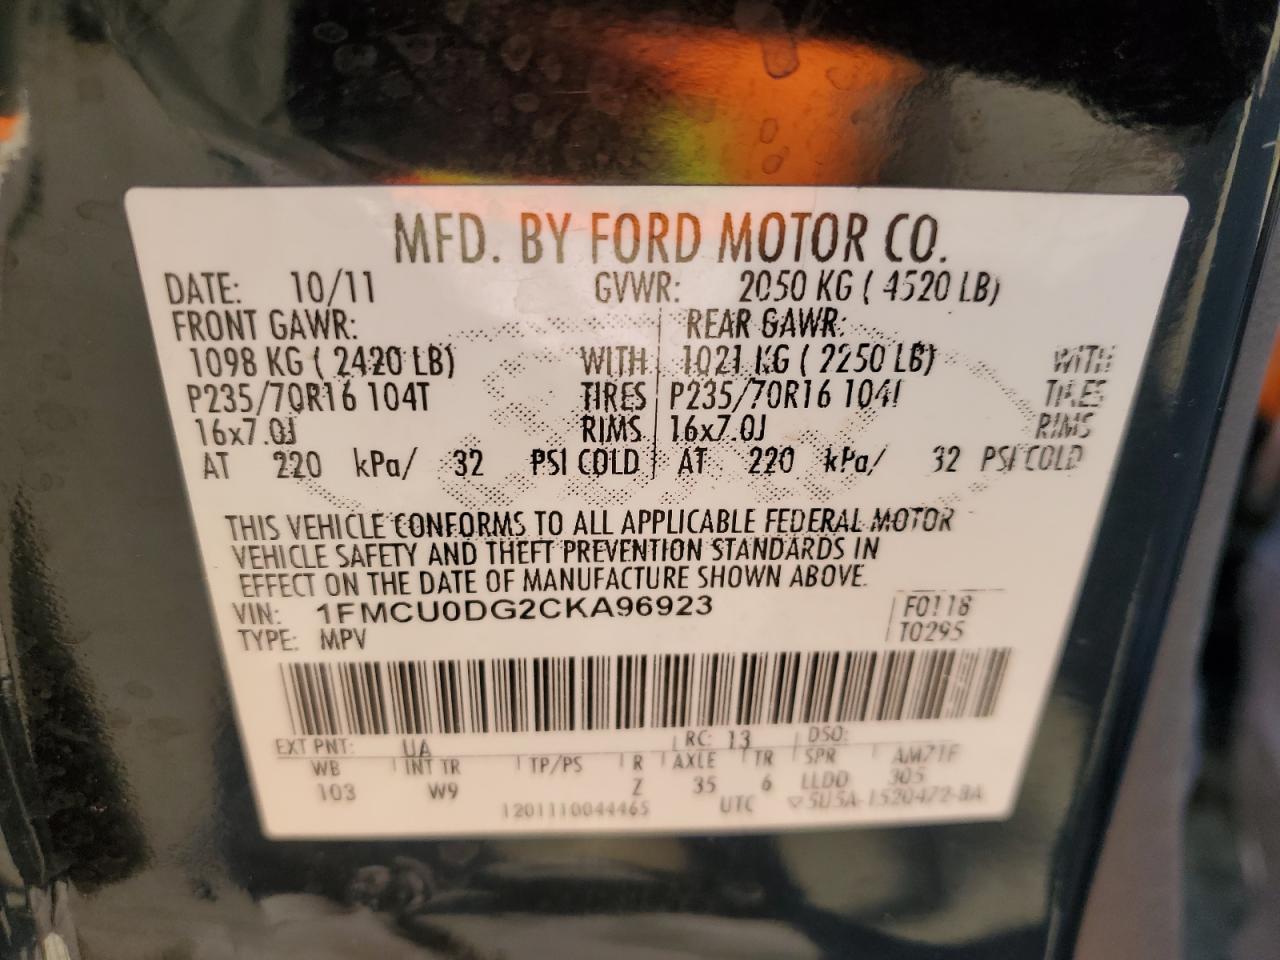 MFD. BY FORD MOTOR CO.
DATE: 10/11 GVWR: 2050 KG ( 4520 LB)
FRONT GAWR: REAR GAWR:
1098 KG ( 2420 LB) WITH 1021 KG ( 2250 LB) WITH
P235/70R16 104T TIRES P235/70R16 104T TIRES
16x7.0J RIMS 16x7.0J RIMS
AT 220 kPa/ 32 PSI COLD AT 220 kPa/ 32 PSI COLD
THIS VEHICLE CONFORMS TO ALL APPLICABLE FEDERAL MOTOR
VEHICLE SAFETY AND THEFT PREVENTION STANDARDS IN
EFFECT ON THE DATE OF MANUFACTURE SHOWN ABOVE.
VIN: 1FMCU0DG2CKA96923 F0118
TYPE: MPV T0295
EXT PNT: UA RC: 13 DSO:
WB INT TR TP/PS R AXLE TR SPR
103 W9 Z 35 6 LLDD 305
1201110044465 UTC